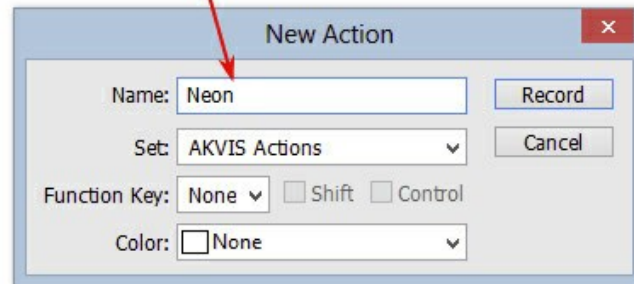 New Action
Name: Neon Record
Set: AKVIS Actions Cancel
Function Key: None Shift Control
Color: None